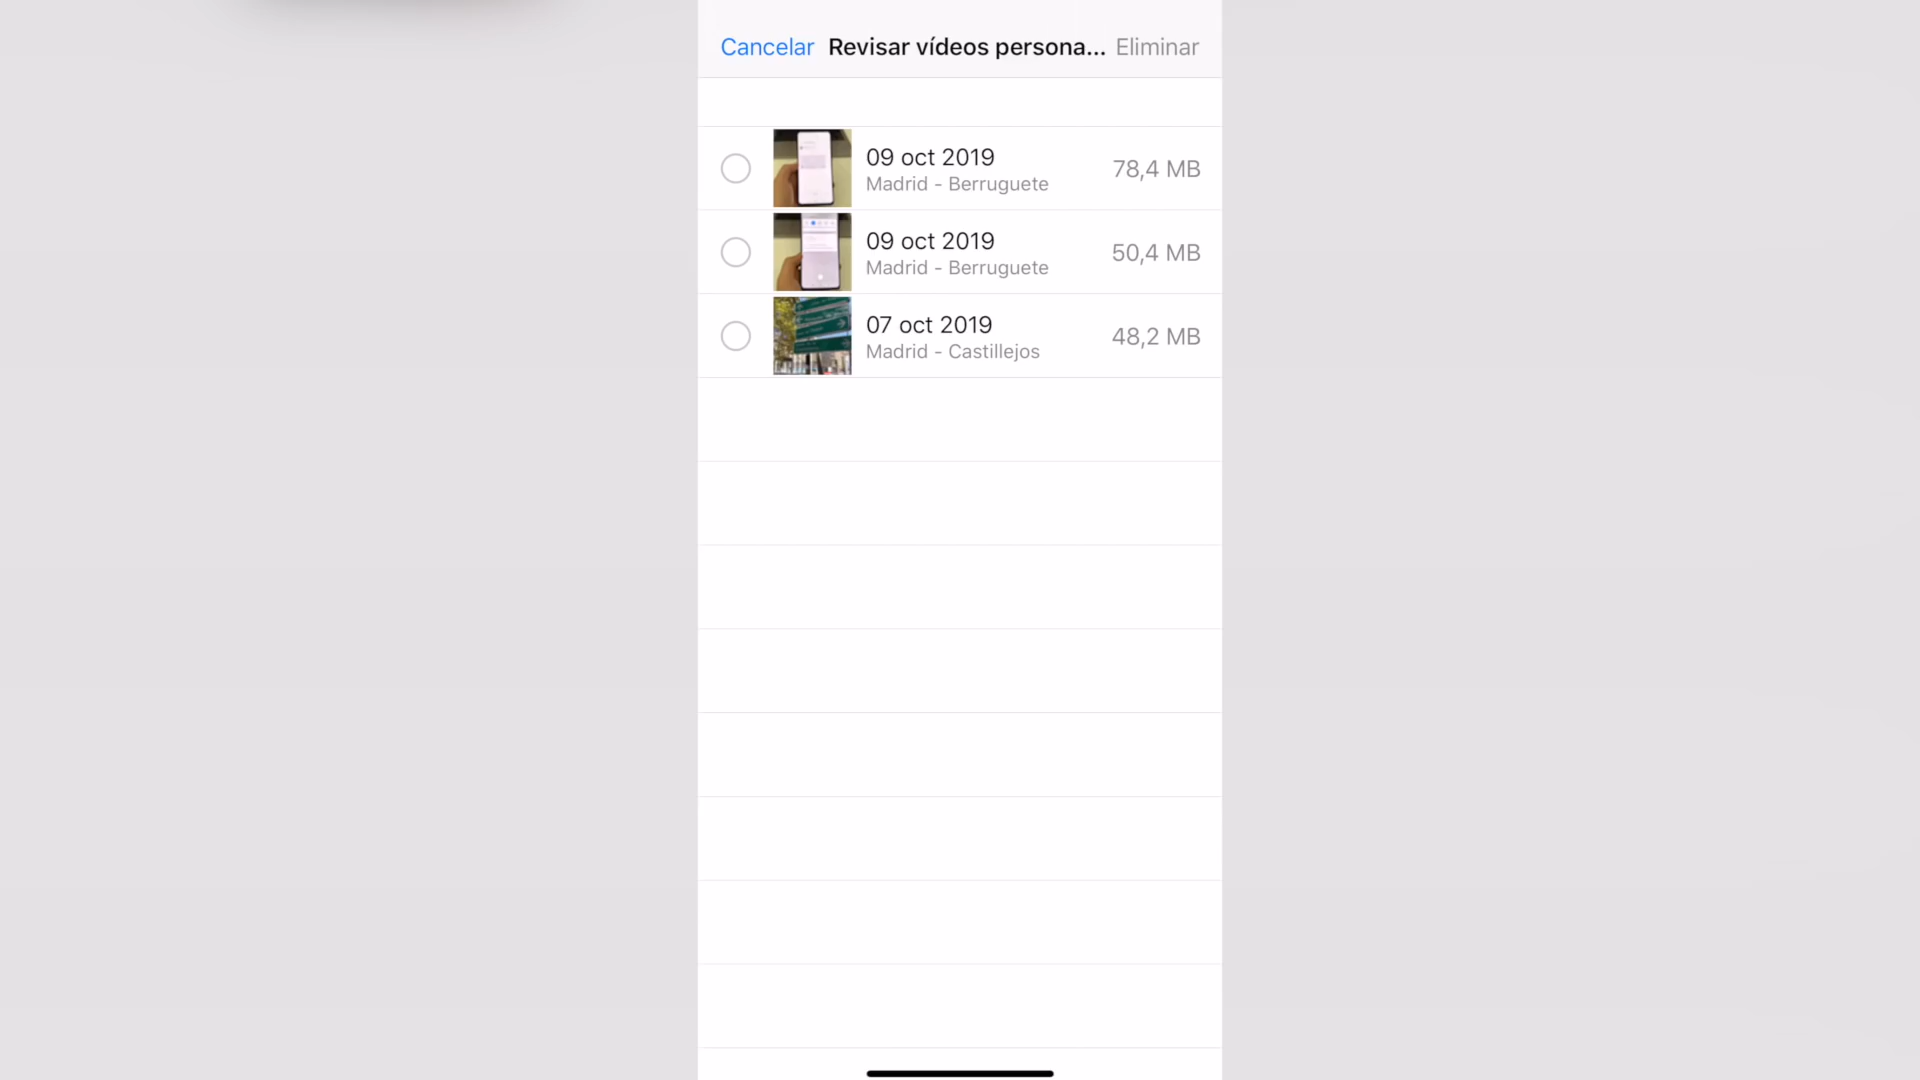 Cancelar Revisar vídeos persona... Eliminar
09 oct 2019
Madrid - Berruguete
78,4 MB
09 oct 2019
Madrid - Berruguete
50,4 MB
07 oct 2019
Madrid - Castillejos
48,2 MB